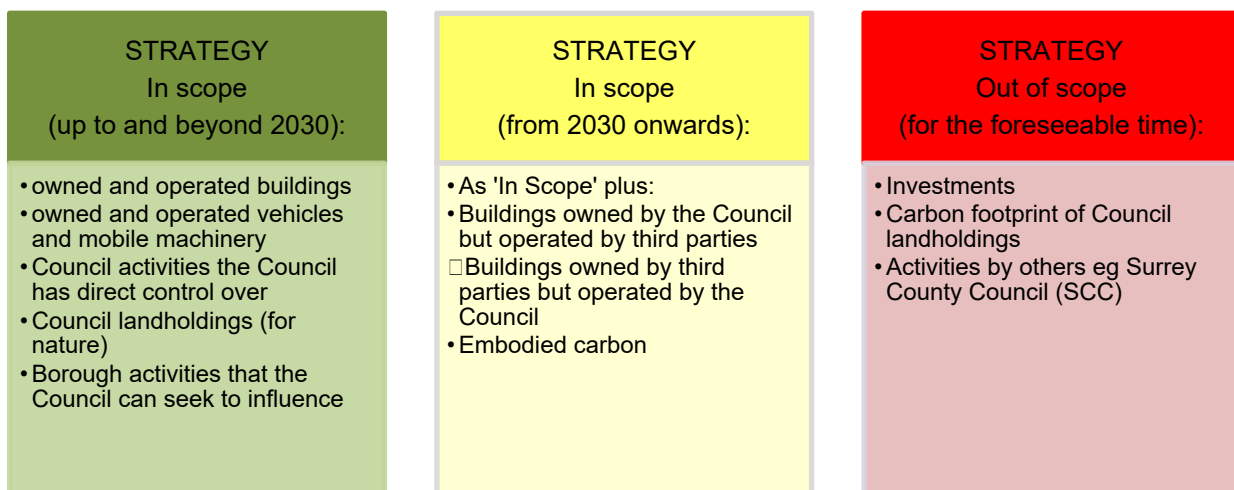 STRATEGY
In scope
(up to and beyond 2030):
• owned and operated buildings
• owned and operated vehicles
and mobile machinery
• Council activities the Council
has direct control over
• Council landholdings (for
nature)
• Borough activities that the
Council can seek to influence
STRATEGY
In scope
(from 2030 onwards):
• As 'In Scope' plus:
• Buildings owned by the Council
but operated by third parties
□Buildings owned by third
parties but operated by the
Council
• Embodied carbon
STRATEGY
Out of scope
(for the foreseeable time):
• Investments
• Carbon footprint of Council
landholdings
• Activities by others eg Surrey
County Council (SCC)